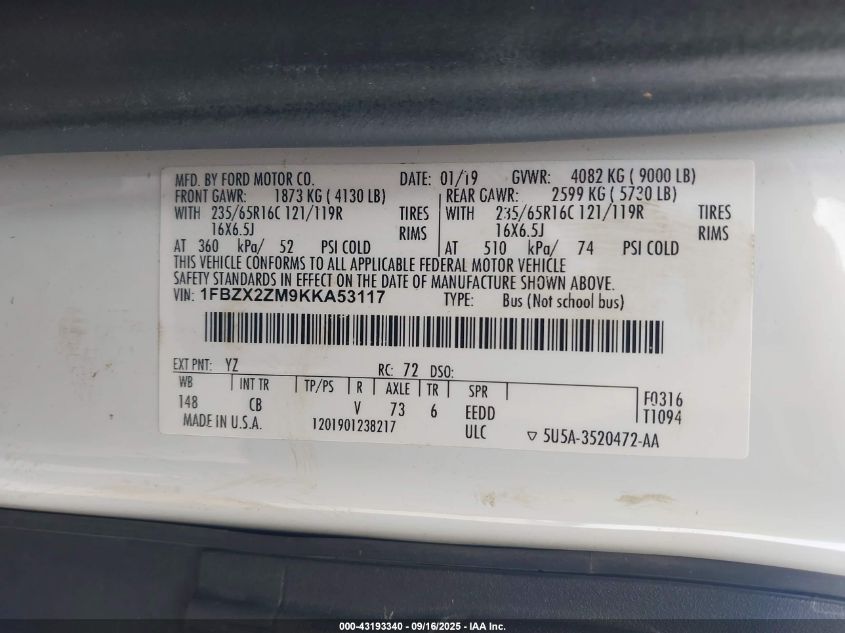 MFD. BY FORD MOTOR CO. DATE: 01/19 GVWR: 4082 KG ( 9000 LB)
FRONT GAWR: 1873 KG ( 4130 LB) REAR GAWR: 2599 KG ( 5730 LB)
WITH 235/65R16C 121/119R TIRES WITH 235/65R16C 121/119R TIRES
16X6.5J RIMS 16X6.5J RIMS
AT 360 kPa/ 52 PSI COLD AT 510 kPa/ 74 PSI COLD
THIS VEHICLE CONFORMS TO ALL APPLICABLE FEDERAL MOTOR VEHICLE
SAFETY STANDARDS IN EFFECT ON THE DATE OF MANUFACTURE SHOWN ABOVE.
VIN: 1FBZX2ZM9KKA53117 TYPE: Bus (Not school bus)
EXT PNT: YZ RC: 72 DSO:
WB INT TR TP/PS R AXLE TR SPR F0316
148 CB V 73 6 EEDD T1094
MADE IN U.S.A. 1201901238217 ULC ▽ 5U5A-3520472-AA
000-43193340 - 09/16/2025 - IAA Inc.